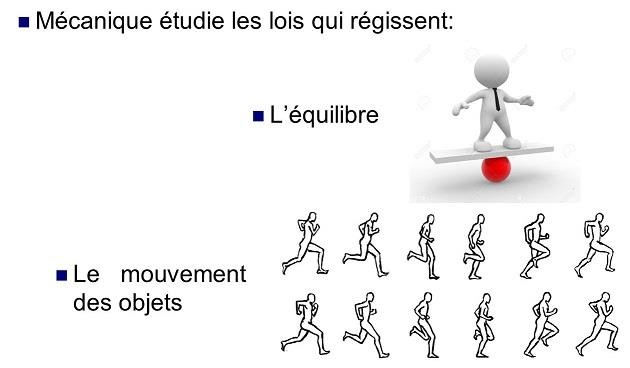 Mécanique étudie les lois qui régissent:
L’équilibre
Le mouvement
des objets